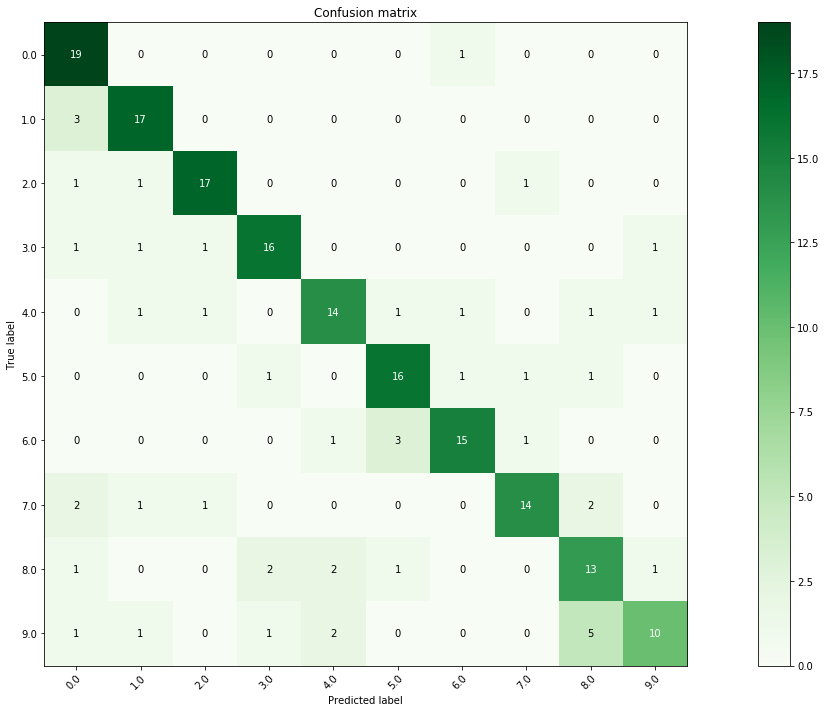 Confusion matrix
0.0 19 0 0 0 0 0 1 0 0 0
1.0 3 17 0 0 0 0 0 0 0 0
2.0 1 1 17 0 0 0 0 1 0 0
3.0 1 1 1 16 0 0 0 0 0 1
4.0 0 1 1 0 14 1 1 0 1 1
5.0 0 0 0 1 0 16 1 1 1 0
6.0 0 0 0 0 1 3 15 1 0 0
7.0 2 1 1 0 0 0 0 14 2 0
8.0 1 0 0 2 2 1 0 0 13 1
9.0 1 1 0 1 2 0 0 0 5 10
0.0 1.0 2.0 3.0 4.0 5.0 6.0 7.0 8.0 9.0
Predicted label
True label
17.5
15.0
12.5
10.0
7.5
5.0
2.5
0.0